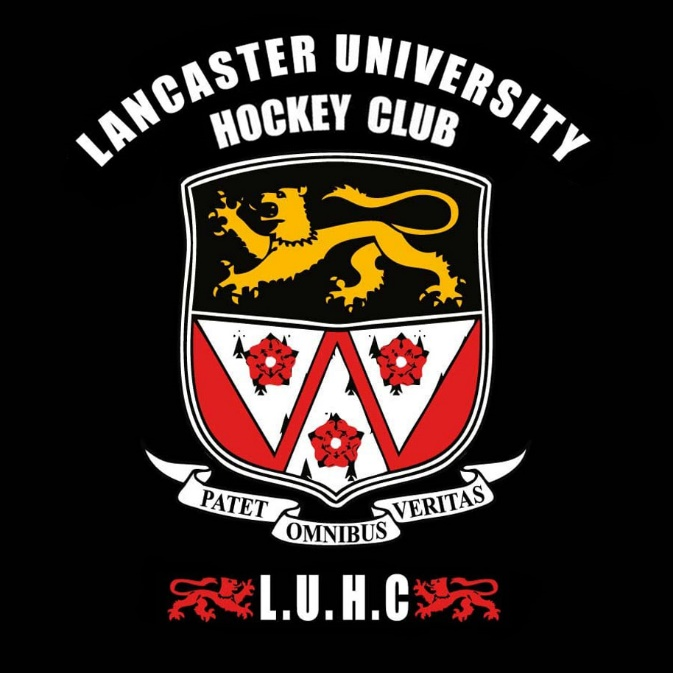 LANCASTER UNIVERSITY
HOCKEY CLUB
PATET OMNIBUS VERITAS
L.U.H.C